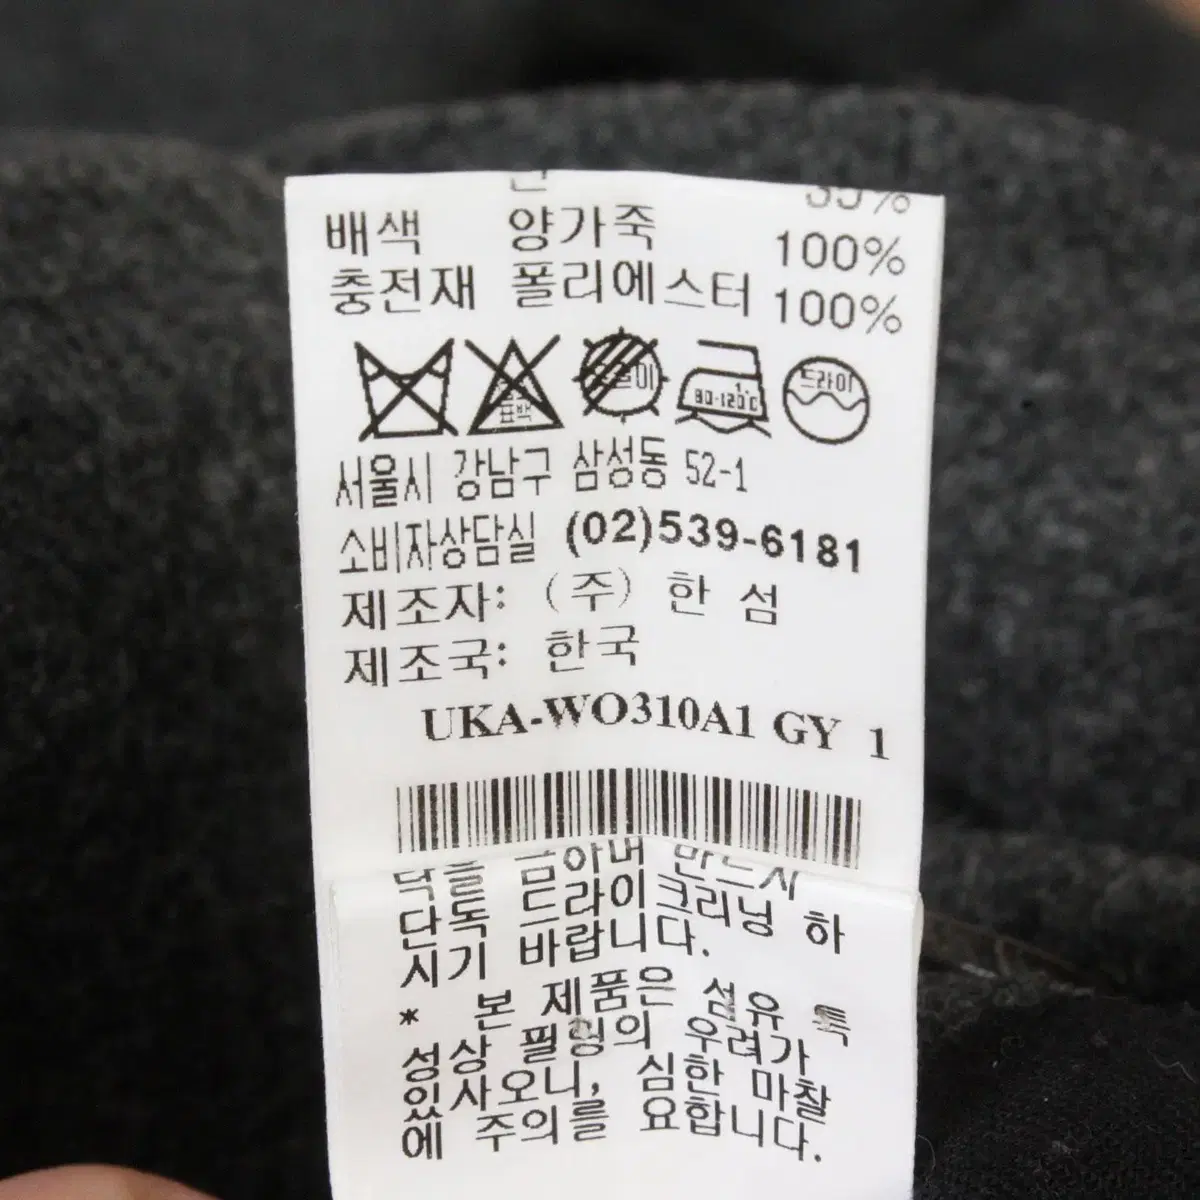 배색 양가죽 100%
충전재 폴리에스터 100%
표백 80-120℃ 드라이
서울시 강남구 삼성동 52-1
소비자상담실 (02)539-6181
제조자: (주) 한 섬
제조국: 한국
UKA-WO310A1 GY 1
단독 드라이크리닝 하
시기 바랍니다.
* 본 제품은 섬유 특
성상 필링의 우려가
있사오니, 심한 마찰
에 주의를 요합니다.